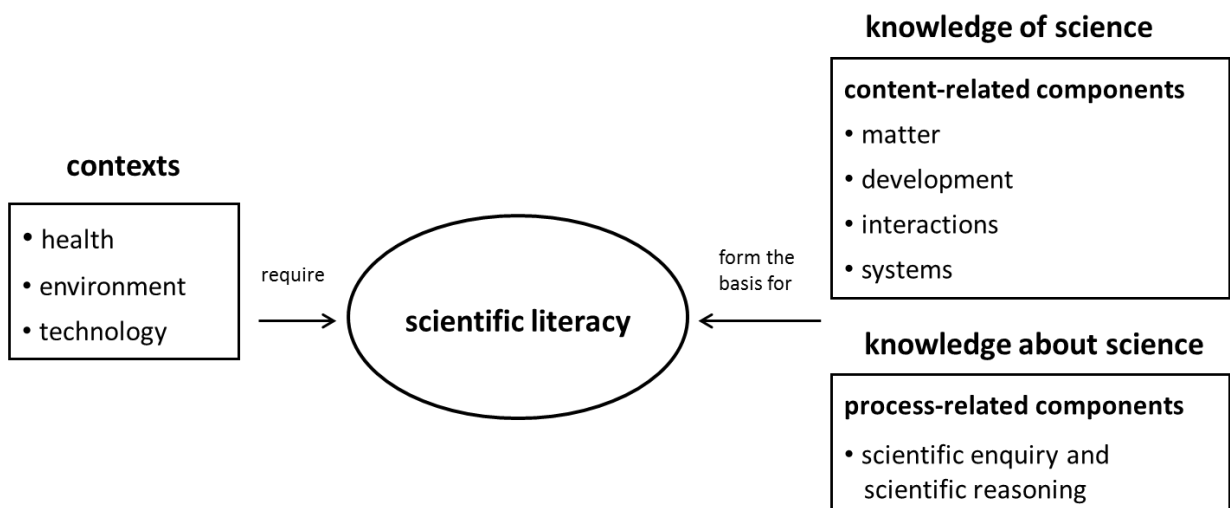 contexts
• health
• environment
• technology
require
scientific literacy
form the
basis for
knowledge of science
content-related components
• matter
• development
• interactions
• systems
knowledge about science
process-related components
• scientific enquiry and
scientific reasoning